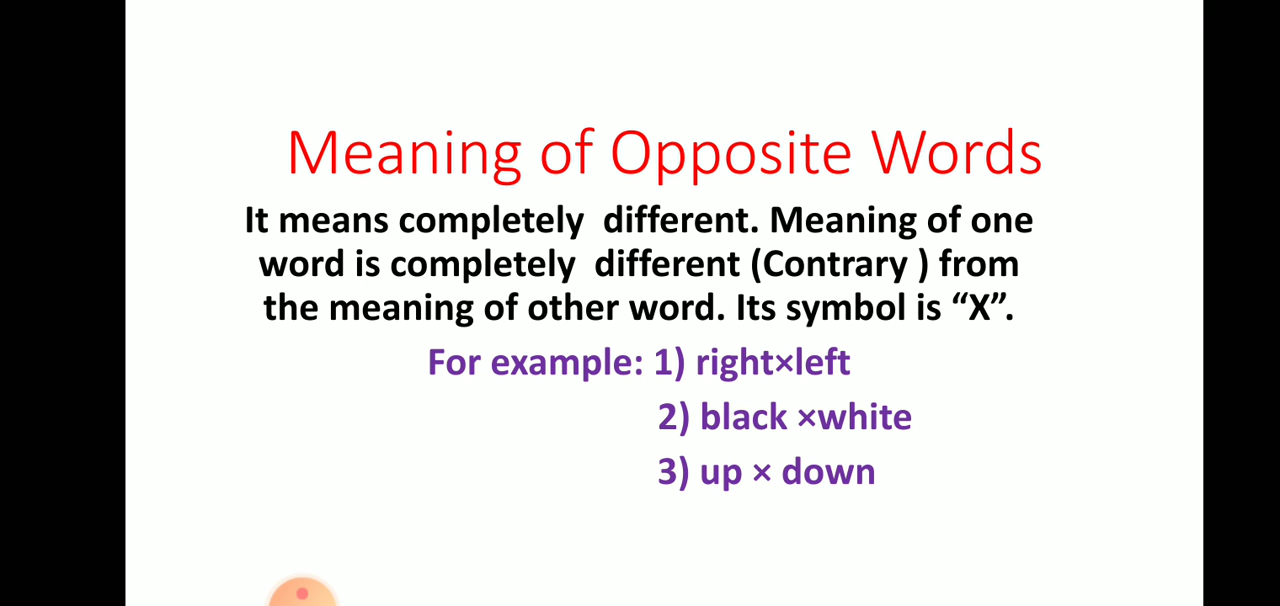 Meaning of Opposite Words
It means completely  different. Meaning of one
word is completely  different (Contrary ) from
the meaning of other word. Its symbol is “X”.
For example: 1) right×left
2) black ×white
3) up × down